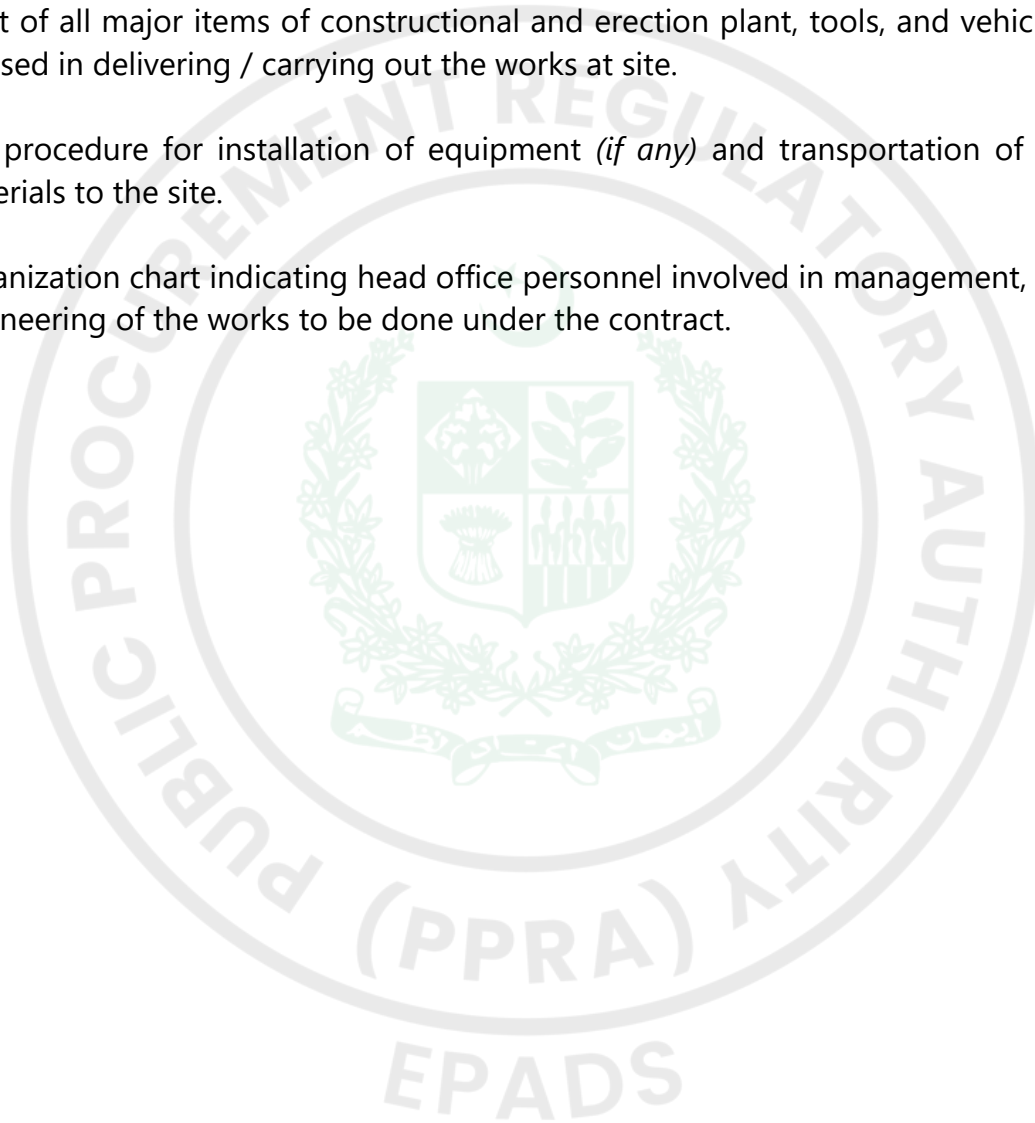 t of all major items of constructional and erection plant, tools, and vehic
sed in delivering / carrying out the works at site.
procedure for installation of equipment (if any) and transportation of
erials to the site.
anization chart indicating head office personnel involved in management,
neering of the works to be done under the contract.
PUBLIC PROCUREMENT REGULATORY AUTHORITY
(PPRA)
EPADS